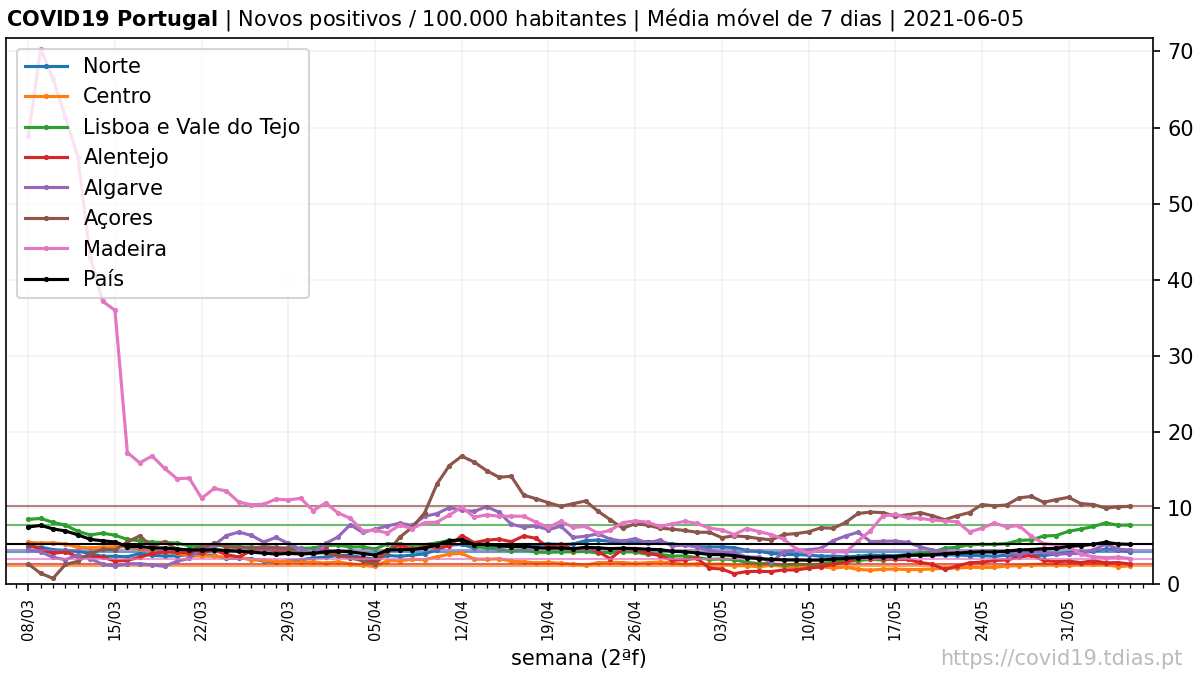 COVID19 Portugal | Novos positivos / 100.000 habitantes | Média móvel de 7 dias | 2021-06-05
Norte
Centro
Lisboa e Vale do Tejo
Alentejo
Algarve
Açores
Madeira
País
70
60
50
40
30
20
10
0
08/03
15/03
22/03
29/03
05/04
12/04
19/04
26/04
03/05
10/05
17/05
24/05
31/05
semana (2ªf)
https://covid19.tdias.pt